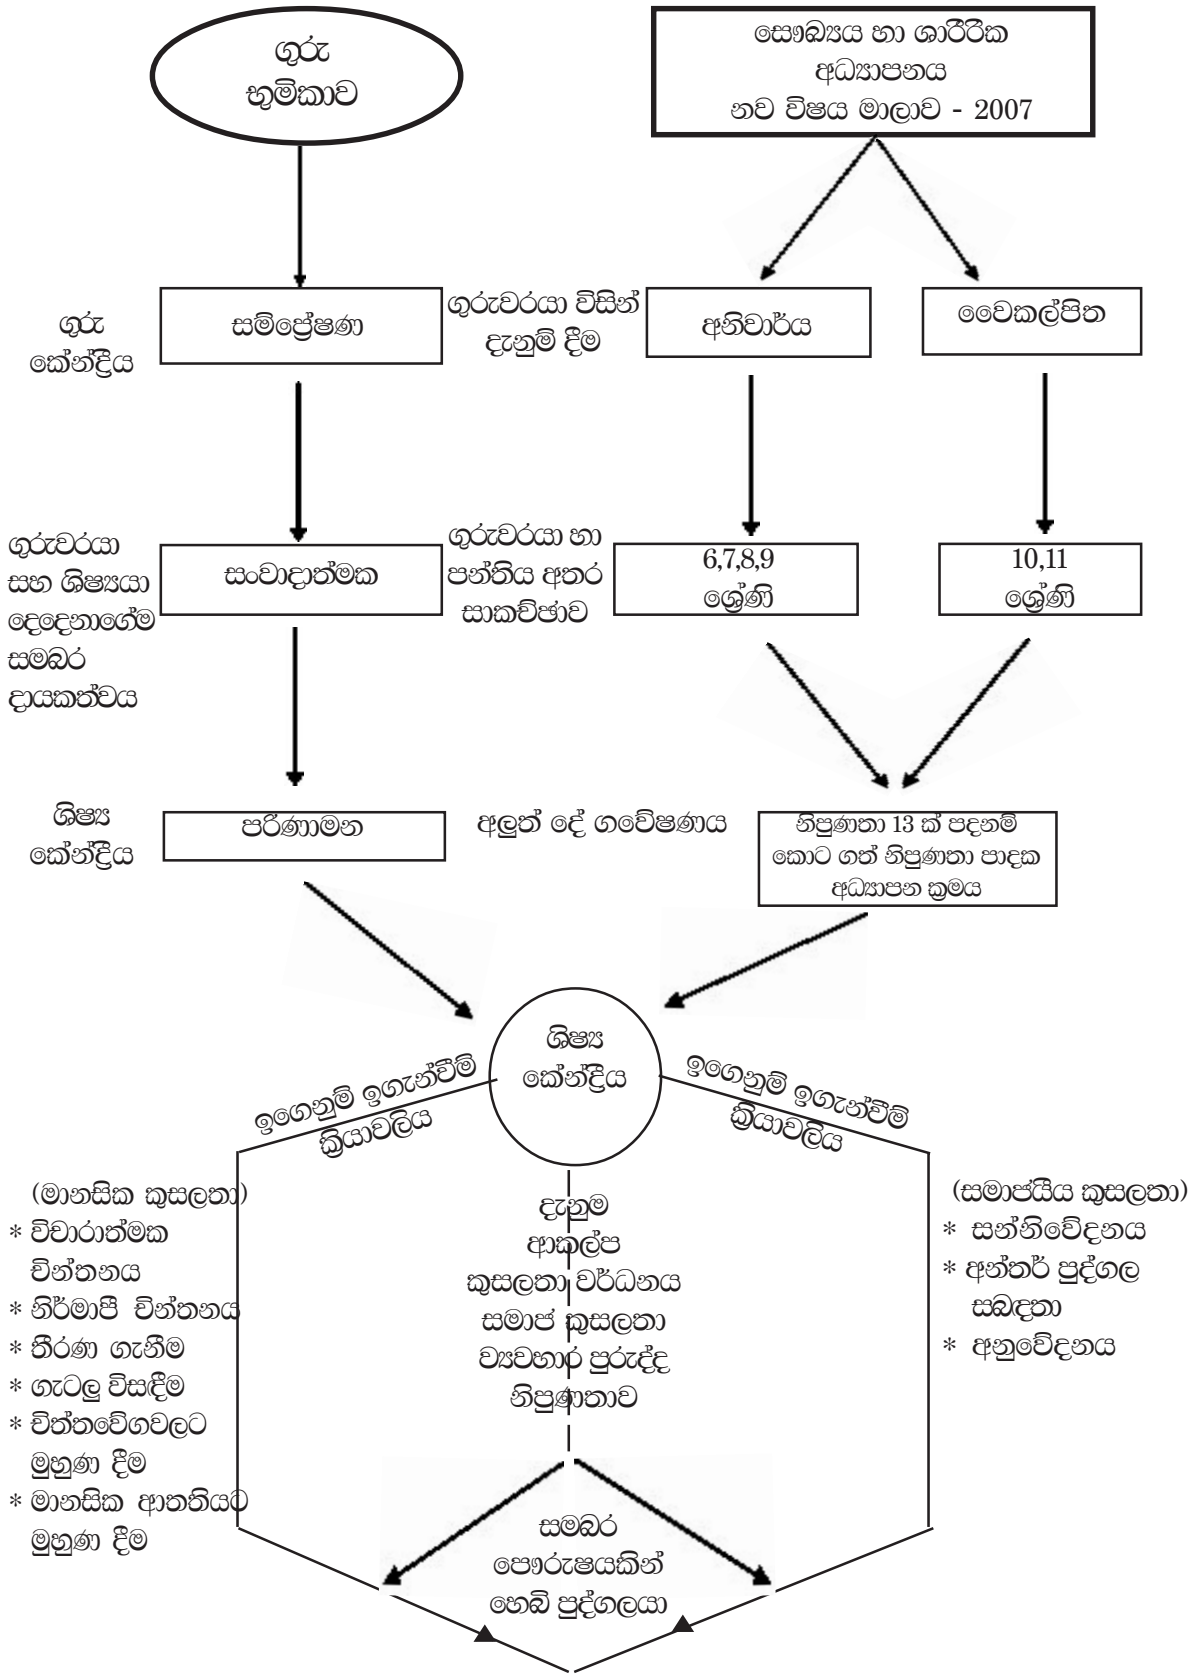 ගුරු
භූමිකාව
සෞඛ්‍යය හා ශාරීරික
අධ්‍යාපනය
නව විෂය මාලාව - 2007
ගුරු
කේන්ද්‍රීය
සම්ප්‍රේෂණ
ගුරුවරයා විසින්
දැනුම් දීම
අනිවාර්ය
වෛකල්පිත
ගුරුවරයා
සහ ශිෂ්‍යයා
දෙදෙනාගේම
සමබර
දායකත්වය
සංවාදාත්මක
ගුරුවරයා හා
පන්තිය අතර
සාකච්ඡාව
6,7,8,9
ශ්‍රේණි
10,11
ශ්‍රේණි
ශිෂ්‍ය
කේන්ද්‍රීය
පරිණාමන
අලුත් දේ ගවේෂණය
නිපුණතා 13 ක් පදනම්
කොට ගත් නිපුණතා පාදක
අධ්‍යාපන ක්‍රමය
ශිෂ්‍ය
කේන්ද්‍රීය
ඉගෙනුම් ඉගැන්වීම්
ක්‍රියාවලිය
ඉගෙනුම් ඉගැන්වීම්
ක්‍රියාවලිය
(මානසික කුසලතා)
* විචාරාත්මක
චින්තනය
* නිර්මාපී චින්තනය
* තීරණ ගැනීම
* ගැටලු විසඳීම
* චිත්තවේගවලට
මුහුණ දීම
* මානසික ආතතියට
මුහුණ දීම
දැනුම
ආකල්ප
කුසලතා වර්ධනය
සමාජ කුසලතා
ව්‍යවහාර පුරුද්ද
නිපුණතාව
(සමාජයීය කුසලතා)
* සන්නිවේදනය
* අන්තර් පුද්ගල
සබඳතා
* අනුවේදනය
සමබර
පෞරුෂයකින්
හෙබි පුද්ගලයා